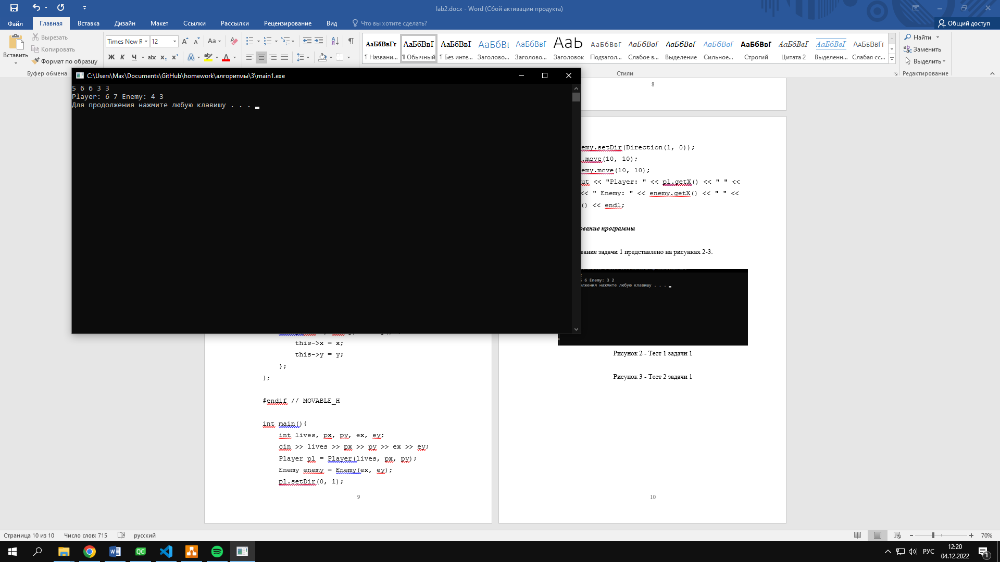 lab2.docx - Word (Сбой активации продукта)
Файл Главная Вставка Дизайн Макет Ссылки Рассылки Рецензирование Вид Что вы хотите сделать? Общий доступ
Вставить
Вырезать
Копировать
Формат по образцу
Буфер обмена
Times New R 12
Aa
Ж К Ч abc x₂ x²
АаБбВвГг АаБбВвГ АаБбВвГ АаБбВ АаБбВвГ Aab АаБбВвГ АаБбВвГ АаБбВвГ АаБбВвГ АаБбВвГ АаБбВвГ АаБбВвГ АаБбВвГг
¶ Названи... ¶ Обычный ¶ Без инте... Заголово... Заголово... Заголовок Подзагол... Слабое в... Выделение Сильное... Строгий Цитата 2 Выделенн... Слабая сс...
Стили
Найти
Заменить
Выделить
Редактирование
C:\Users\Max\Documents\GitHub\homework\алгоритмы\3\main1.exe
5 6 6 3 3
Player: 6 7 Enemy: 4 3
Для продолжения нажмите любую клавишу . . .
this->x = x;
this->y = y;
};
};
#endif // MOVABLE_H
int main(){
int lives, px, py, ex, ey;
cin >> lives >> px >> py >> ex >> ey;
Player pl = Player(lives, px, py);
Enemy enemy = Enemy(ex, ey);
pl.setDir(0, 1);
9
8
emy.setDir(Direction(1, 0));
.move(10, 10);
emy.move(10, 10);
ut << "Player: " << pl.getX() << " " <<
<< " Enemy: " << enemy.getX() << " " <<
() << endl;
ование программы
вание задачи 1 представлено на рисунках 2-3.
6 Enemy: 3 2
олжения нажмите любую клавишу . . .
Рисунок 2 - Тест 1 задачи 1
Рисунок 3 - Тест 2 задачи 1
10
Страница 10 из 10 Число слов: 715 русский 70%
QC
РУС
12:20
04.12.2022
1